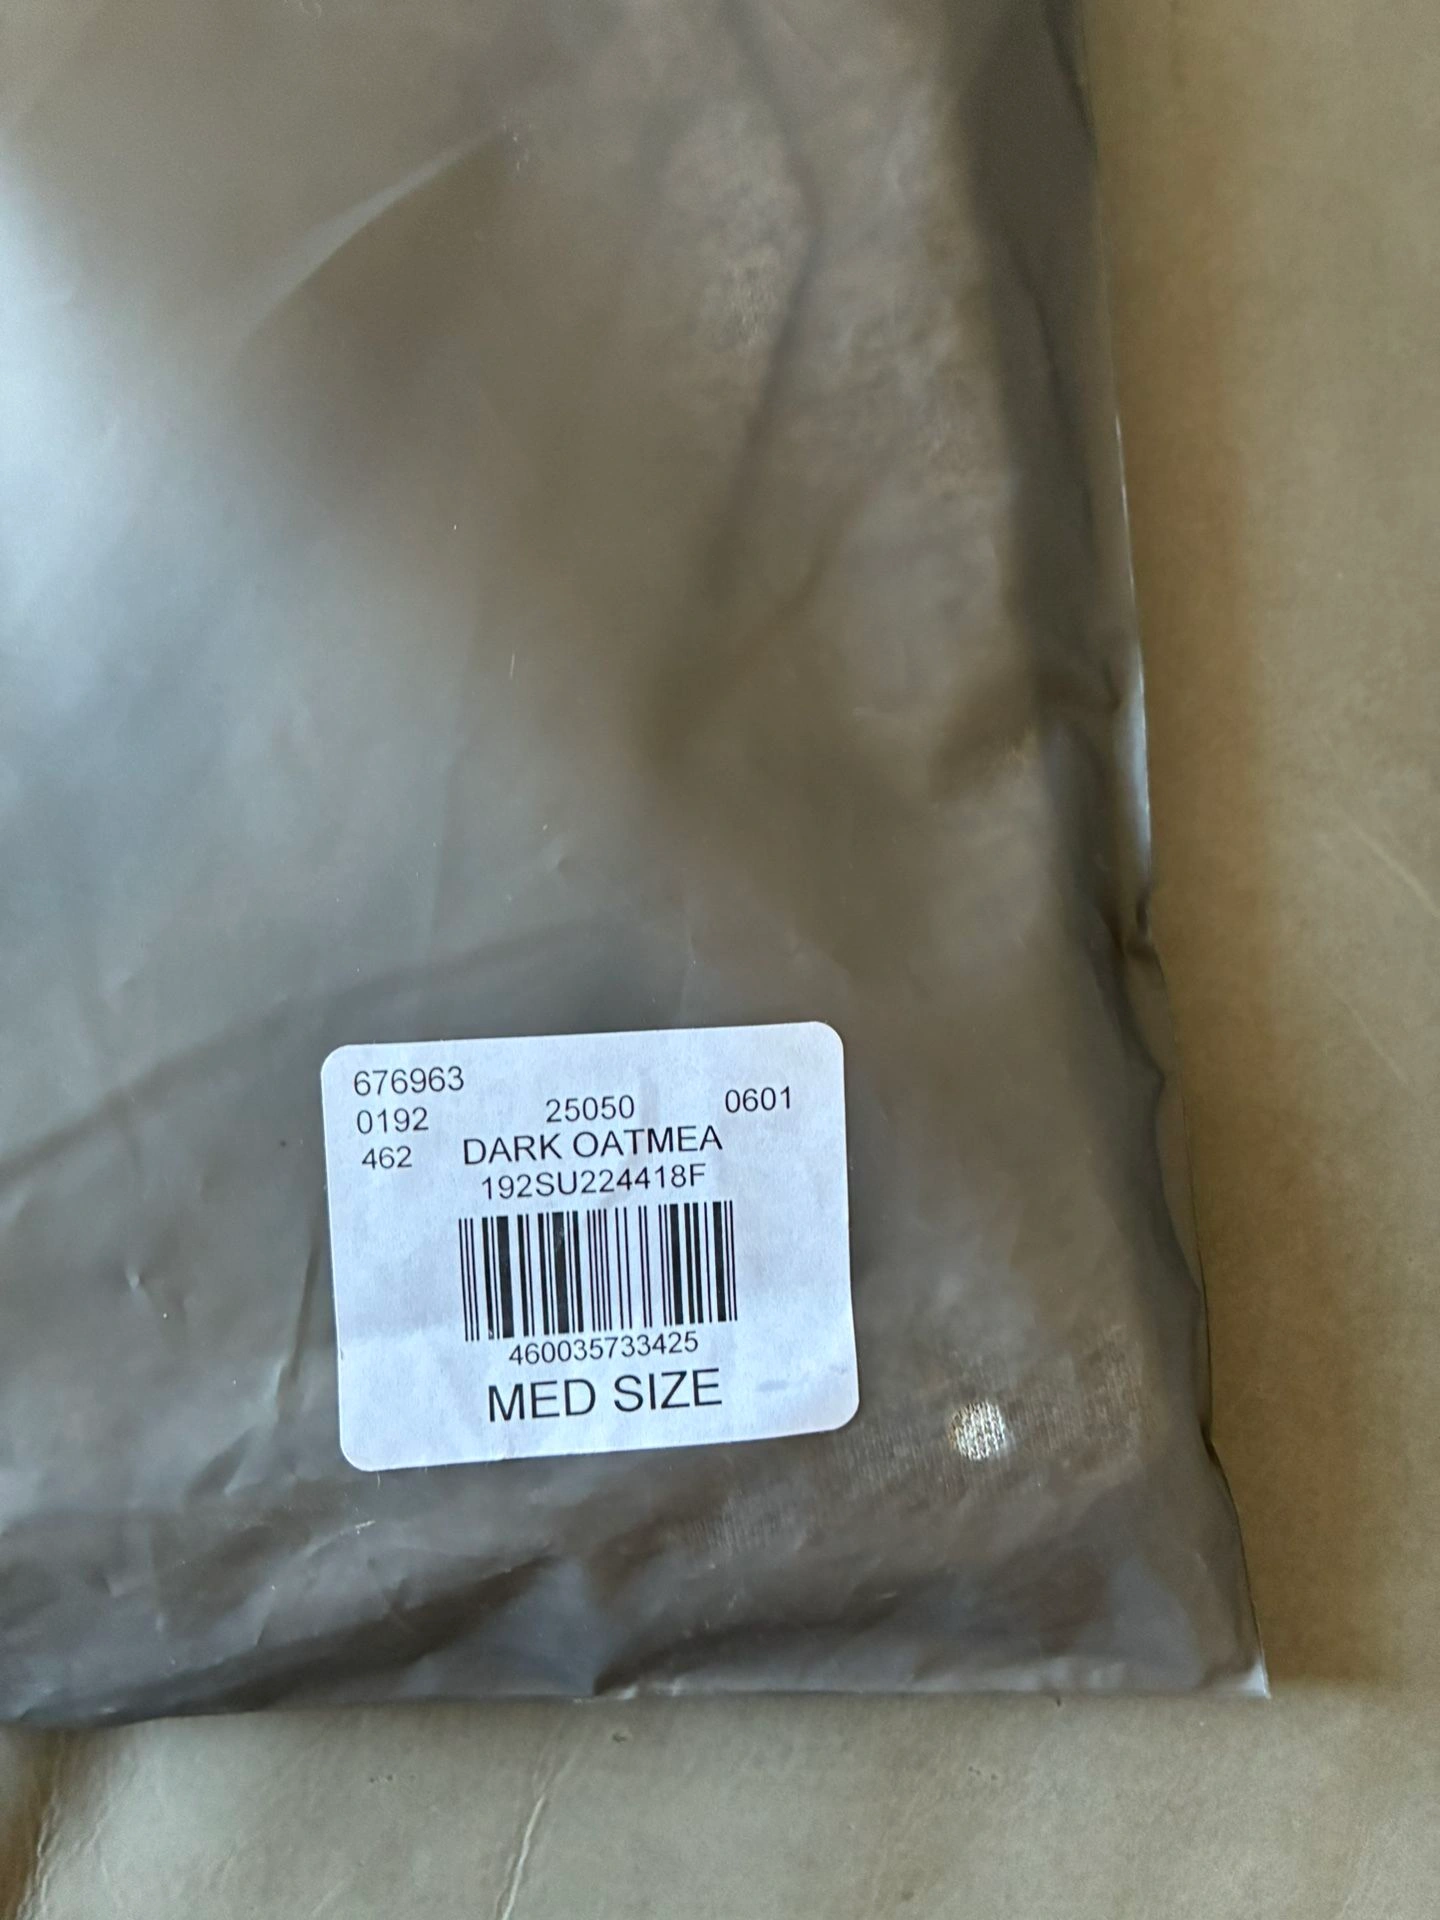 676963
0192 25050 0601
462 DARK OATMEA
192SU224418F
460035733425
MED SIZE